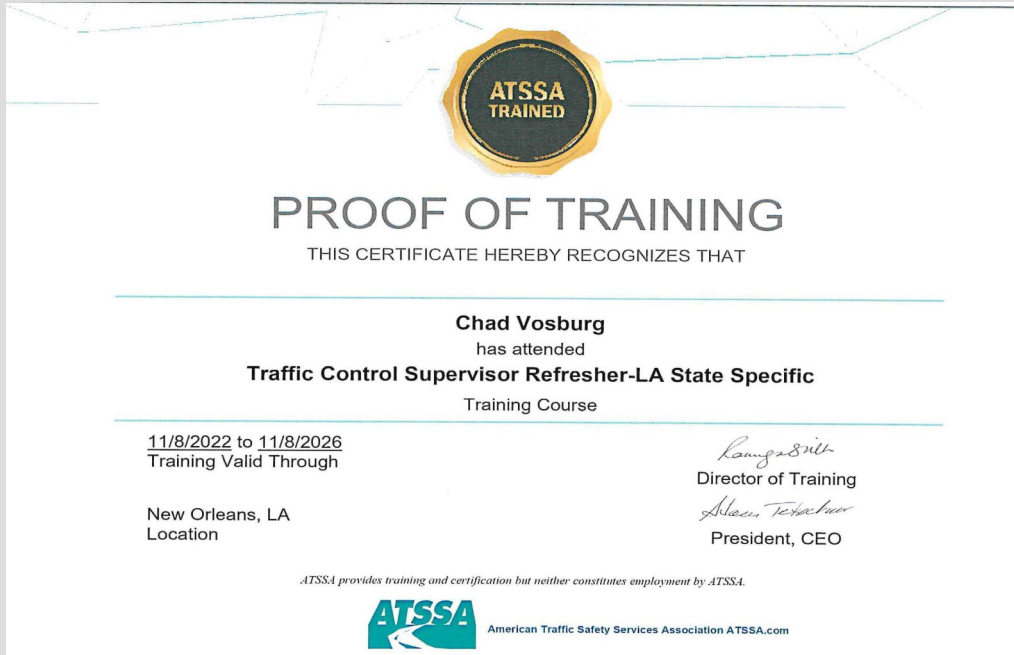 ATSSA
TRAINED
PROOF OF TRAINING
THIS CERTIFICATE HEREBY RECOGNIZES THAT
Chad Vosburg
has attended
Traffic Control Supervisor Refresher-LA State Specific
Training Course
11/8/2022 to 11/8/2026
Training Valid Through
New Orleans, LA
Location
Director of Training
President, CEO
ATSSA provides training and certification but neither constitutes employment by ATSSA.
ATSSA
American Traffic Safety Services Association ATSSA.com